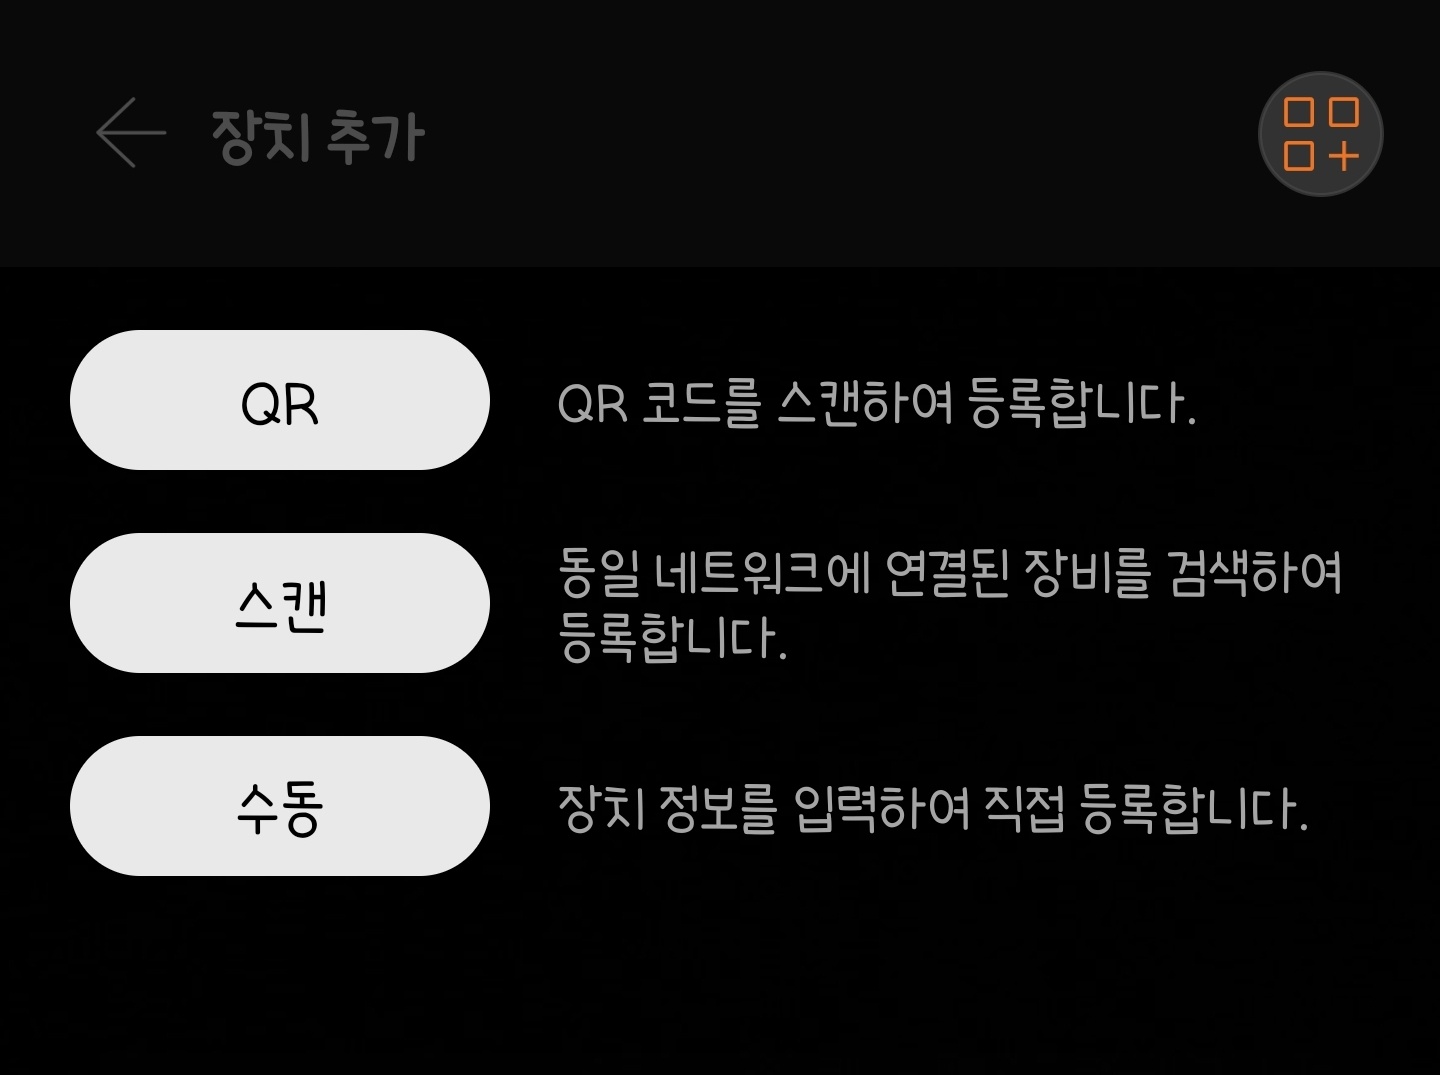 장치 추가
QR
QR 코드를 스캔하여 등록합니다.
스캔
동일 네트워크에 연결된 장비를 검색하여
등록합니다.
수동
장치 정보를 입력하여 직접 등록합니다.